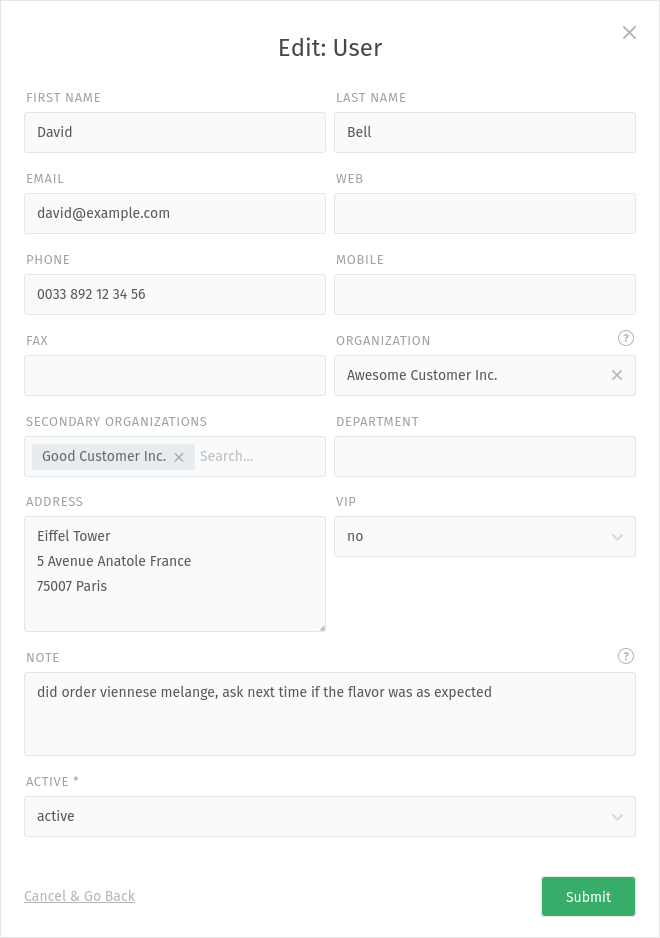 Edit: User
FIRST NAME
LAST NAME
David
Bell
EMAIL
WEB
david@example.com
PHONE
MOBILE
0033 892 12 34 56
FAX
ORGANIZATION
?
Awesome Customer Inc.
SECONDARY ORGANIZATIONS
DEPARTMENT
Good Customer Inc.
Search...
ADDRESS
VIP
Eiffel Tower
5 Avenue Anatole France
75007 Paris
no
NOTE
?
did order viennese melange, ask next time if the flavor was as expected
ACTIVE *
active
Cancel & Go Back
Submit